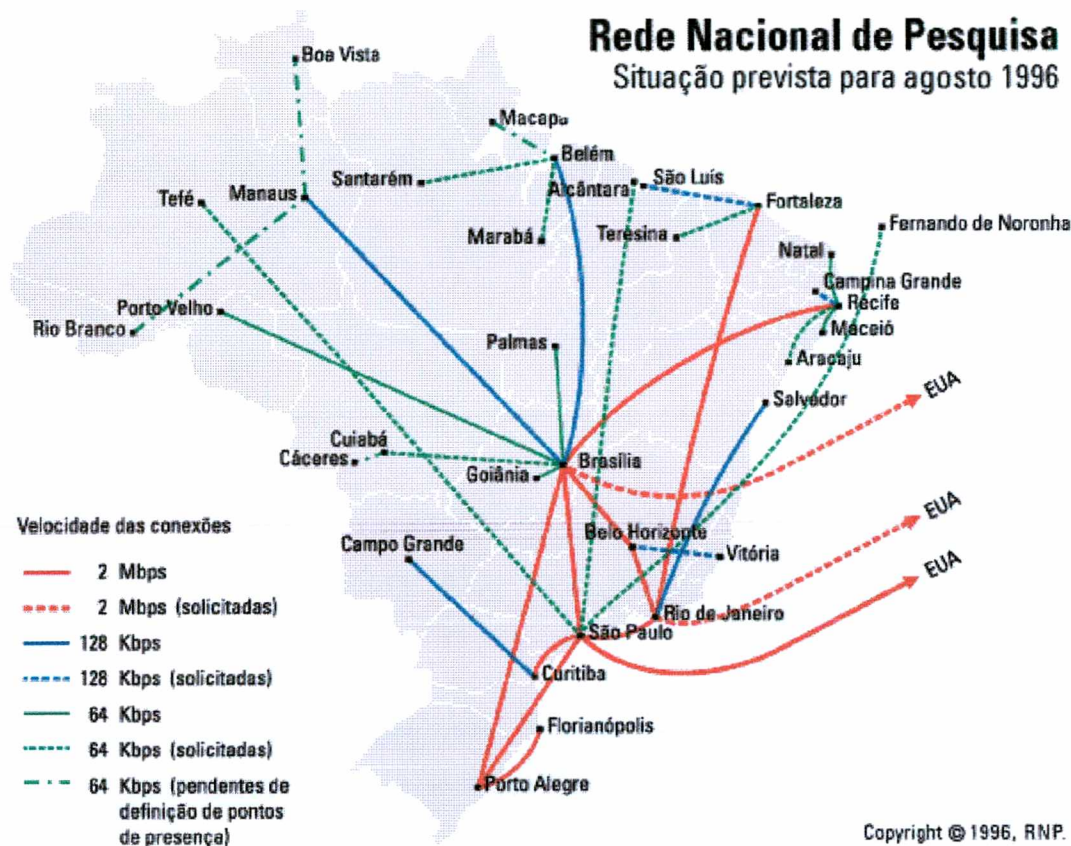 Rede Nacional de Pesquisa
Situação prevista para agosto 1996
Boa Vista
Macapa
Belém
Santarém
Alcântara
São Luís
Tefé
Manaus
Fortaleza
Marabá
Teresina
Fernando de Noronha
Natal
Campina Grande
Recife
Porto Velho
Rio Branco
Maceió
Palmas
Aracaju
EUA
Salvador
Cuiabá
Cáceres
Goiânia
Brasília
EUA
Velocidade das conexões
Belo Horizonte
Campo Grande
Vitória
EUA
2 Mbps
2 Mbps (solicitadas)
128 Kbps
128 Kbps (solicitadas)
64 Kbps
64 Kbps (solicitadas)
64 Kbps (pendentes de
definição de pontos
de presença)
Rio de Janeiro
São Paulo
Curitiba
Florianópolis
Porto Alegre
Copyright © 1996, RNP.